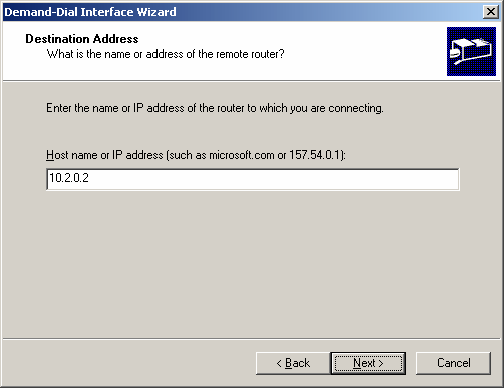 Demand-Dial Interface Wizard
Destination Address
What is the name or address of the remote router?
Enter the name or IP address of the router to which you are connecting.
Host name or IP address (such as microsoft.com or 157.54.0.1):
10.2.0.2
< Back
Next >
Cancel